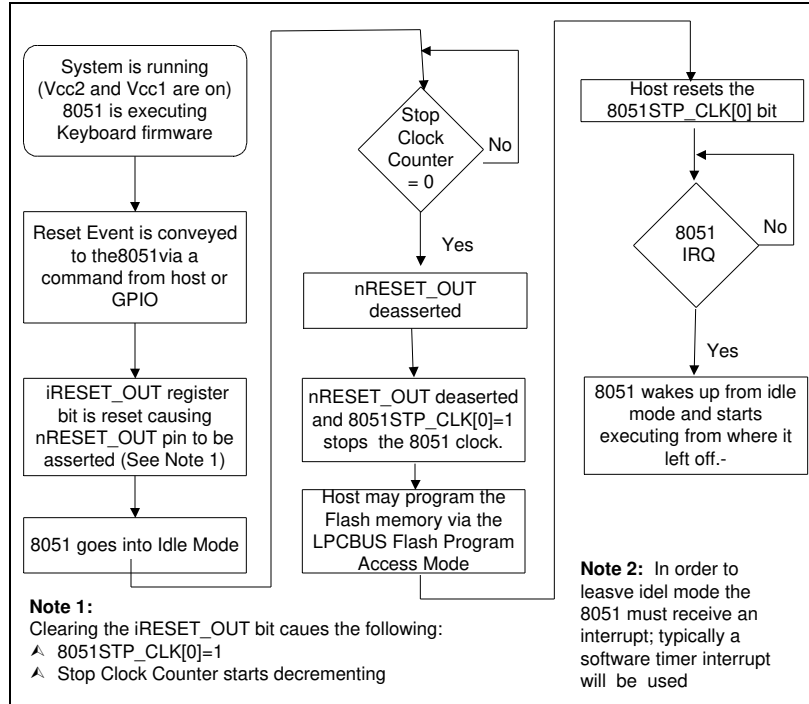 System is running
(Vcc2 and Vcc1 are on)
8051 is executing
Keyboard firmware
Reset Event is conveyed
to the8051via a
command from host or
GPIO
iRESET_OUT register
bit is reset causing
nRESET_OUT pin to be
asserted (See Note 1)
8051 goes into Idle Mode
Stop
Clock
Counter
= 0
No
Yes
nRESET_OUT
deasserted
nRESET_OUT deaserted
and 8051STP_CLK[0]=1
stops the 8051 clock.
Host may program the
Flash memory via the
LPCBUS Flash Program
Access Mode
Host resets the
8051STP_CLK[0] bit
8051
IRQ
No
Yes
8051 wakes up from idle
mode and starts
executing from where it
left off.-
Note 1:
Clearing the iRESET_OUT bit caues the following:
8051STP_CLK[0]=1
Stop Clock Counter starts decrementing
Note 2: In order to
leasve idel mode the
8051 must receive an
interrupt; typically a
software timer interrupt
will be used